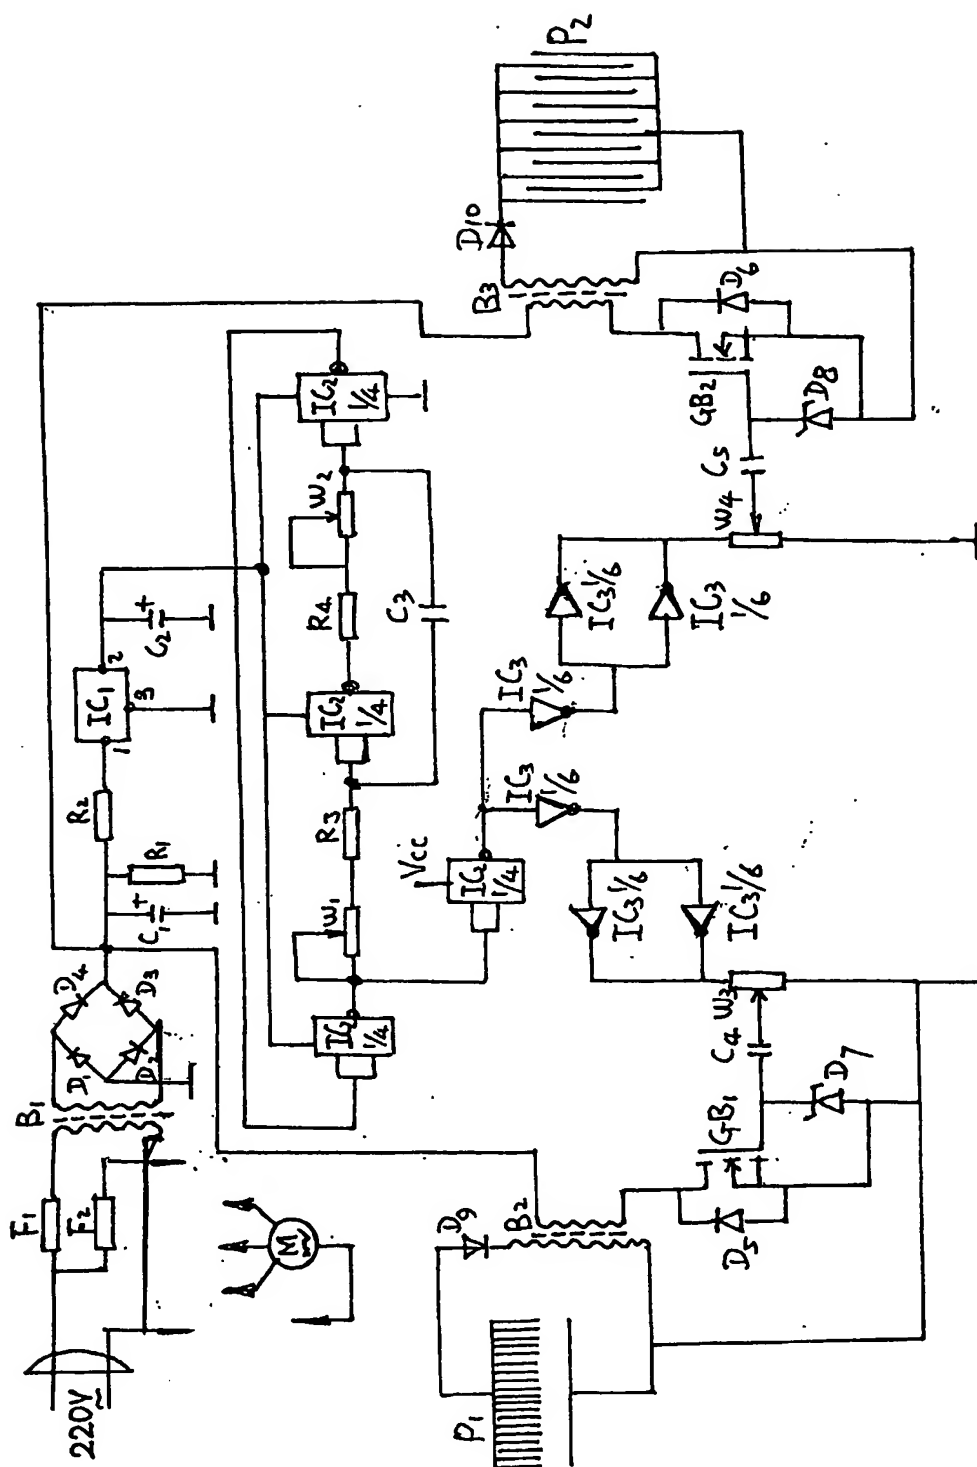 220V~
F1
F2
B1
D1
D2
D3
D4
C1
+
R1
R2
IC1
1
2
3
C2
+
M
IC2
1/4
W1
R3
IC2
1/4
R4
W2
IC2
1/4
C3
Vcc
IC2
1/4
IC3
1/6
IC3
1/6
IC3 1/6
IC3 1/6
IC3 1/6
IC3
1/6
P1
D9
B2
D5
GB1
D7
C4
W3
W4
C5
GB2
D8
D6
B3
D10
P2